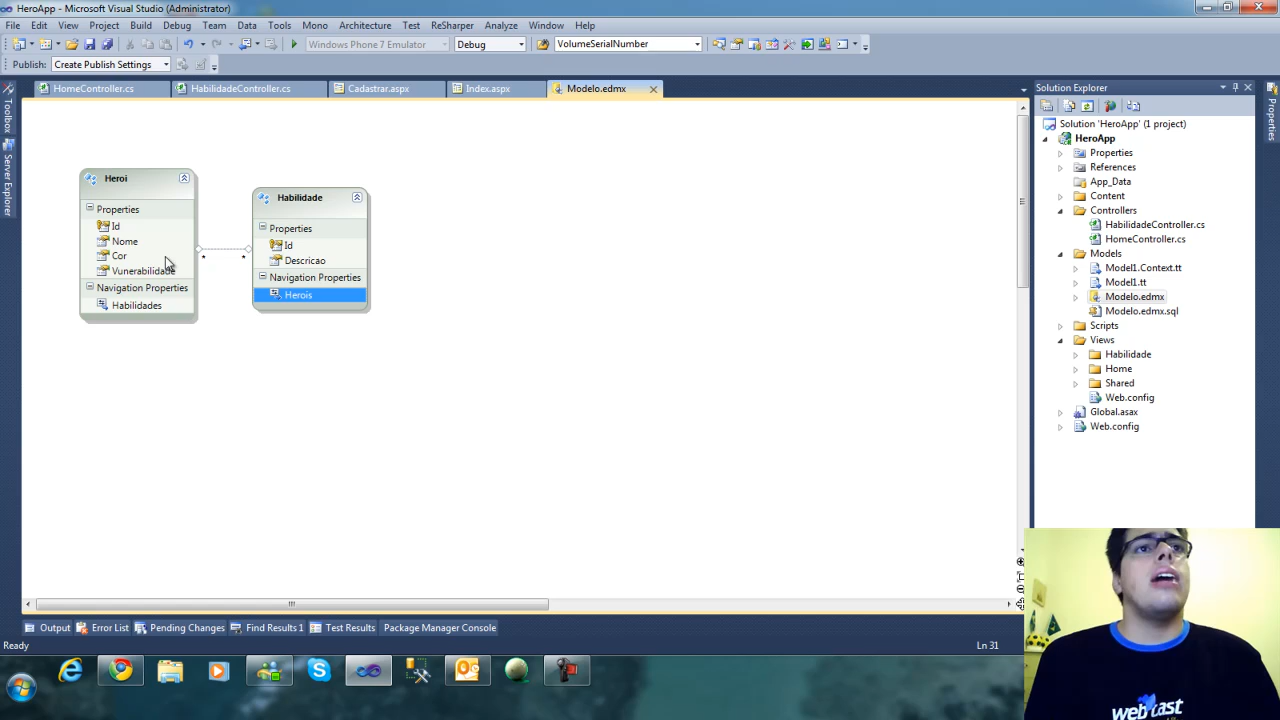 HeroApp - Microsoft Visual Studio (Administrator)
File Edit View Project Build Debug Team Data Tools Mono Architecture Test ReSharper Analyze Window Help
Windows Phone 7 Emulator Debug VolumeSerialNumber
Publish: Create Publish Settings
HomeController.cs HabilidadeController.cs Cadastrar.aspx Index.aspx Modelo.edmx
Toolbox
Server Explorer
Heroi
Properties
Id
Nome
Cor
Vunerabilidade
Navigation Properties
Habilidades
* *
Habilidade
Properties
Id
Descricao
Navigation Properties
Herois
Solution Explorer
Solution 'HeroApp' (1 project)
HeroApp
Properties
References
App_Data
Content
Controllers
HabilidadeController.cs
HomeController.cs
Models
Model1.Context.tt
Model1.tt
Modelo.edmx
Modelo.edmx.sql
Scripts
Views
Habilidade
Home
Shared
Web.config
Global.asax
Web.config
Properties
Output Error List Pending Changes Find Results 1 Test Results Package Manager Console
Ready Ln 31
webcast